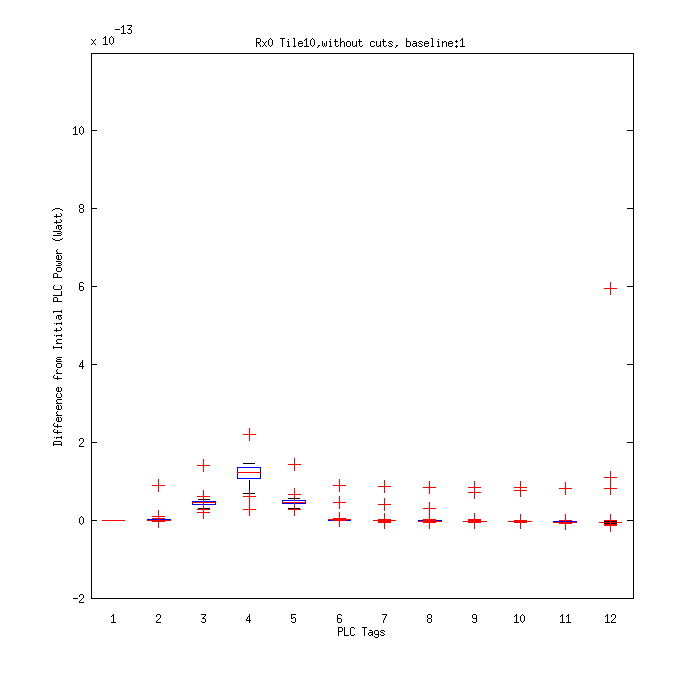 x 10-13
Rx0 Tile10,without cuts, baseline:1
10
8
6
4
2
0
-2
Difference from Initial PLC Power (Watt)
1 2 3 4 5 6 7 8 9 10 11 12
PLC Tags